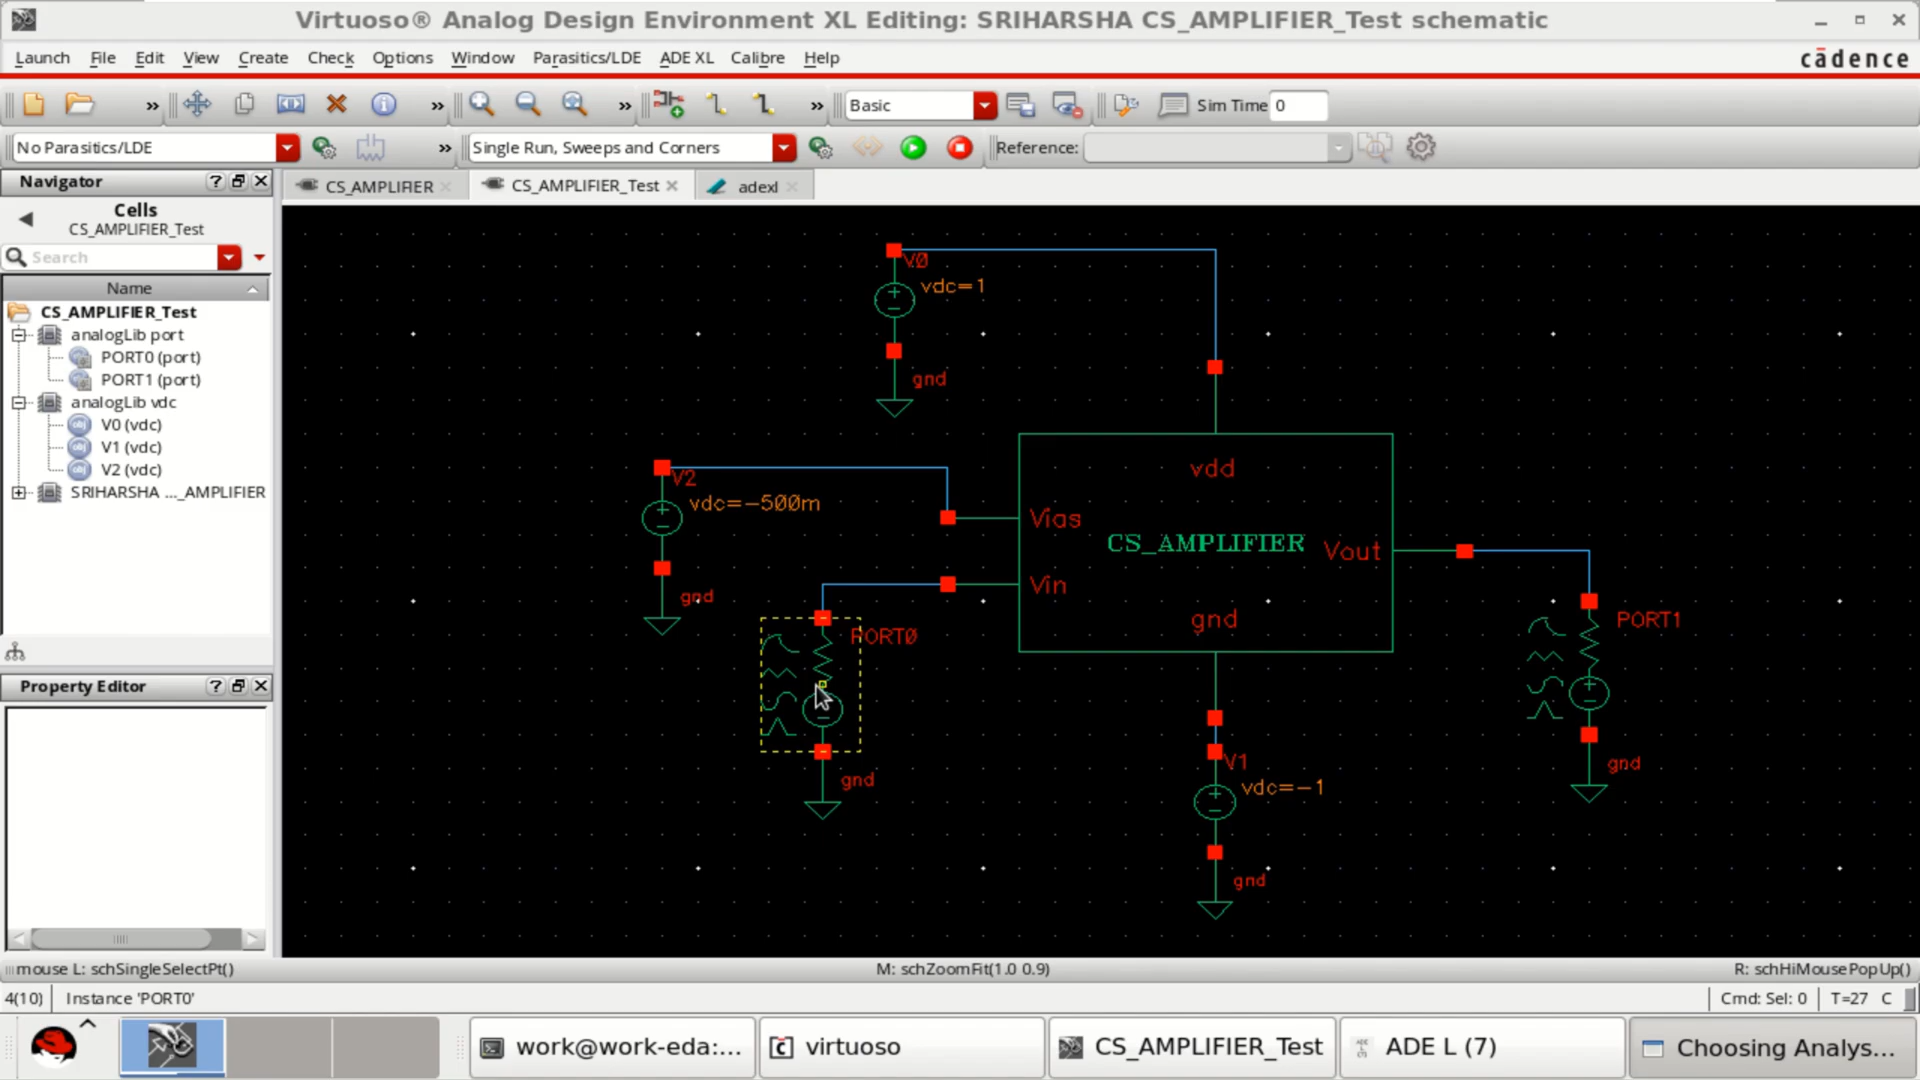 Virtuoso® Analog Design Environment XL Editing: SRIHARSHA CS_AMPLIFIER_Test schematic
Launch File Edit View Create Check Options Window Parasitics/LDE ADE XL Calibre Help
cādence
Basic
Sim Time 0
No Parasitics/LDE
Single Run, Sweeps and Corners
Reference:
Navigator
CS_AMPLIFIER
CS_AMPLIFIER_Test
adexl
Cells
CS_AMPLIFIER_Test
Search
Name
CS_AMPLIFIER_Test
analogLib port
PORT0 (port)
PORT1 (port)
analogLib vdc
V0 (vdc)
V1 (vdc)
V2 (vdc)
SRIHARSHA ..._AMPLIFIER
Property Editor
V0
vdc=1
gnd
V2
vdc=-500m
gnd
vdd
Vias
CS_AMPLIFIER
Vout
Vin
gnd
PORT0
gnd
PORT1
gnd
V1
vdc=-1
gnd
mouse L: schSingleSelectPt()
M: schZoomFit(1.0 0.9)
R: schHiMousePopUp()
4(10)
Instance 'PORT0'
Cmd: Sel: 0
T=27 C
work@work-eda:...
virtuoso
CS_AMPLIFIER_Test
ADE L (7)
Choosing Analys...